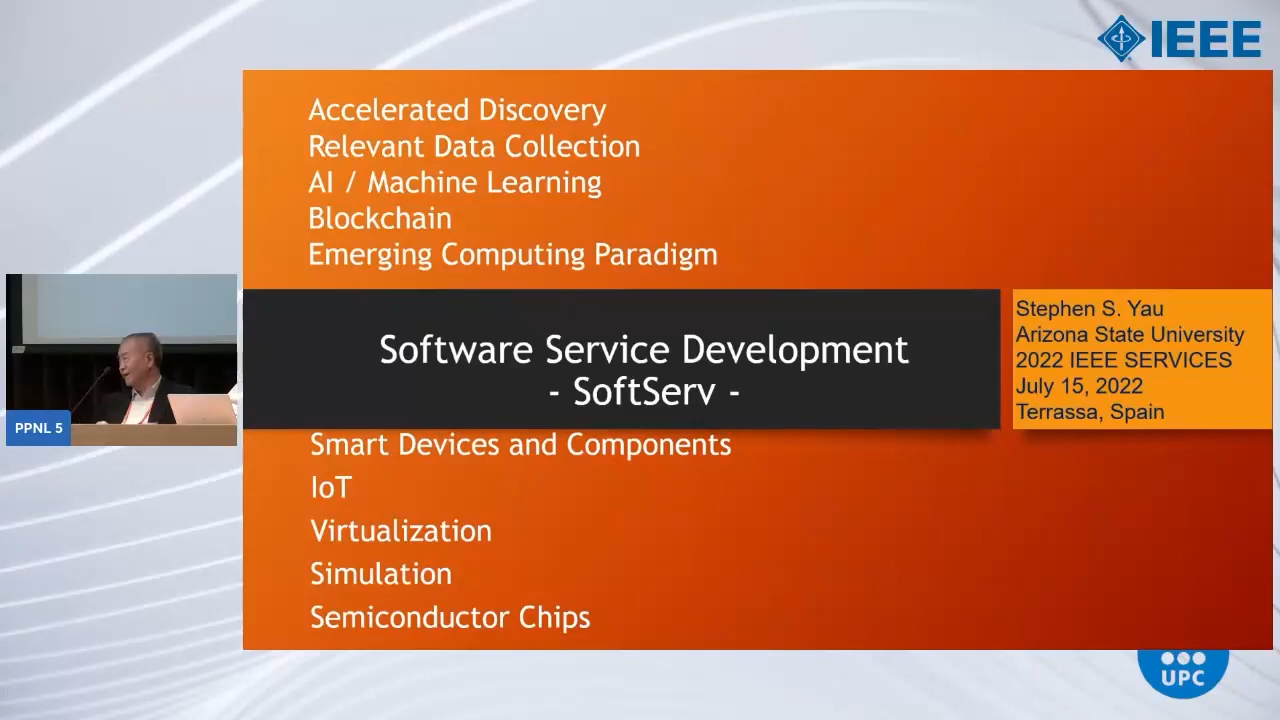 IEEE
Accelerated Discovery
Relevant Data Collection
AI / Machine Learning
Blockchain
Emerging Computing Paradigm
Software Service Development
- SoftServ -
Stephen S. Yau
Arizona State University
2022 IEEE SERVICES
July 15, 2022
Terrassa, Spain
PPNL 5
Smart Devices and Components
IoT
Virtualization
Simulation
Semiconductor Chips
UPC